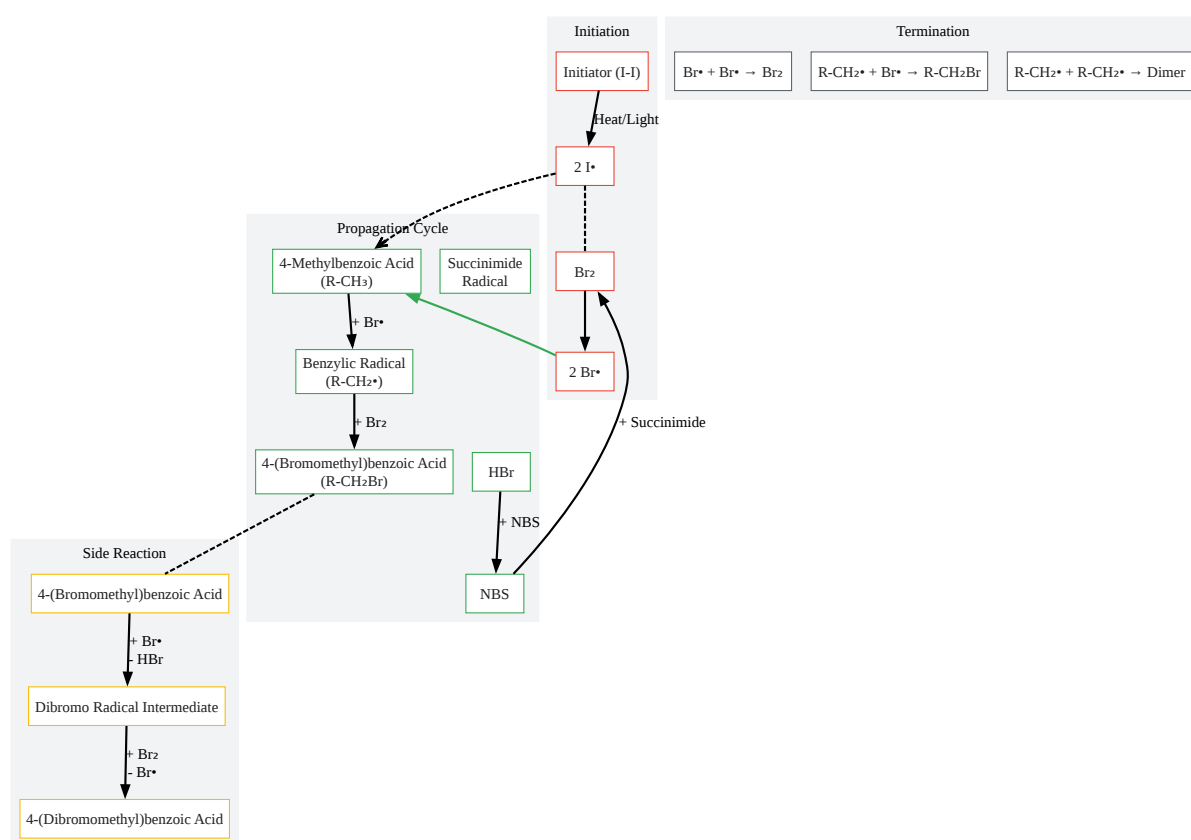 Initiation
Initiator (I-I)
Heat/Light
2 I•
Br₂
2 Br•
+ Succinimide
Termination
Br• + Br• → Br₂
R-CH₂• + Br• → R-CH₂Br
R-CH₂• + R-CH₂• → Dimer
Propagation Cycle
4-Methylbenzoic Acid
(R-CH₃)
Succinimide
Radical
+ Br•
Benzylic Radical
(R-CH₂•)
+ Br₂
4-(Bromomethyl)benzoic Acid
(R-CH₂Br)
HBr
+ NBS
NBS
Side Reaction
4-(Bromomethyl)benzoic Acid
+ Br•
- HBr
Dibromo Radical Intermediate
+ Br₂
- Br•
4-(Dibromomethyl)benzoic Acid